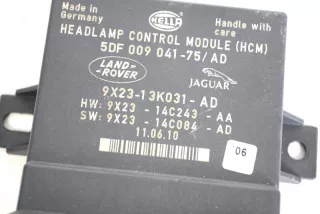 Made in Lithuania
HELLA
Handle with care
HEADLAMP CONTROL MODULE (HCM)
5DF 009 041-75/AD
LAND-
ROVER
JAGUAR
9X23-13K031-AD
HW: 9X23 - 14C243 - AA
SW: 9X23 - 14C084 - AD
11.06.10
06